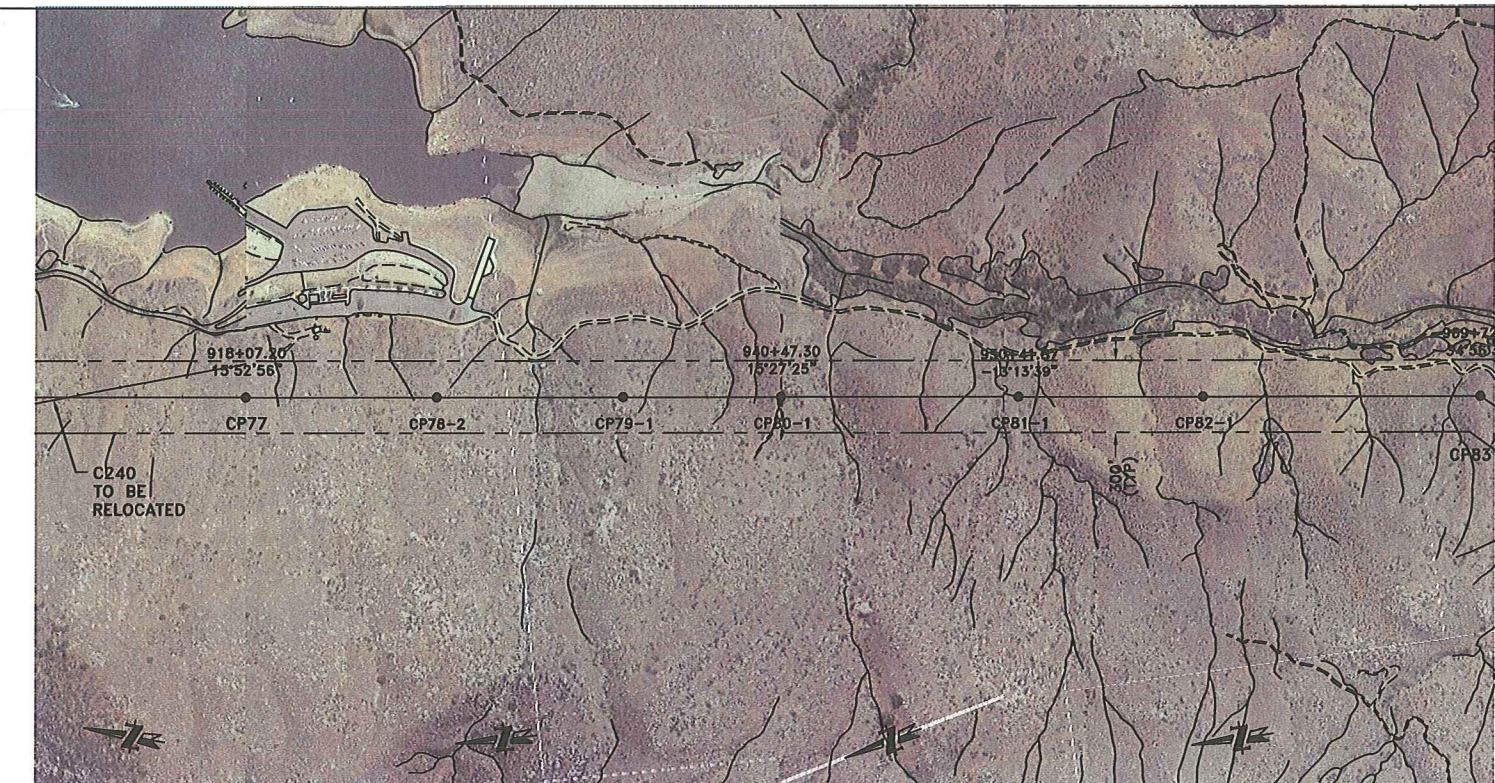 918+07.20
15°52'56"
940+47.30
15°27'25"
-13°13'39"
CP77
CP78-2
CP79-1
CP80-1
CP81-1
CP82-1
CP83
C240
TO BE
RELOCATED
300
(TYP)